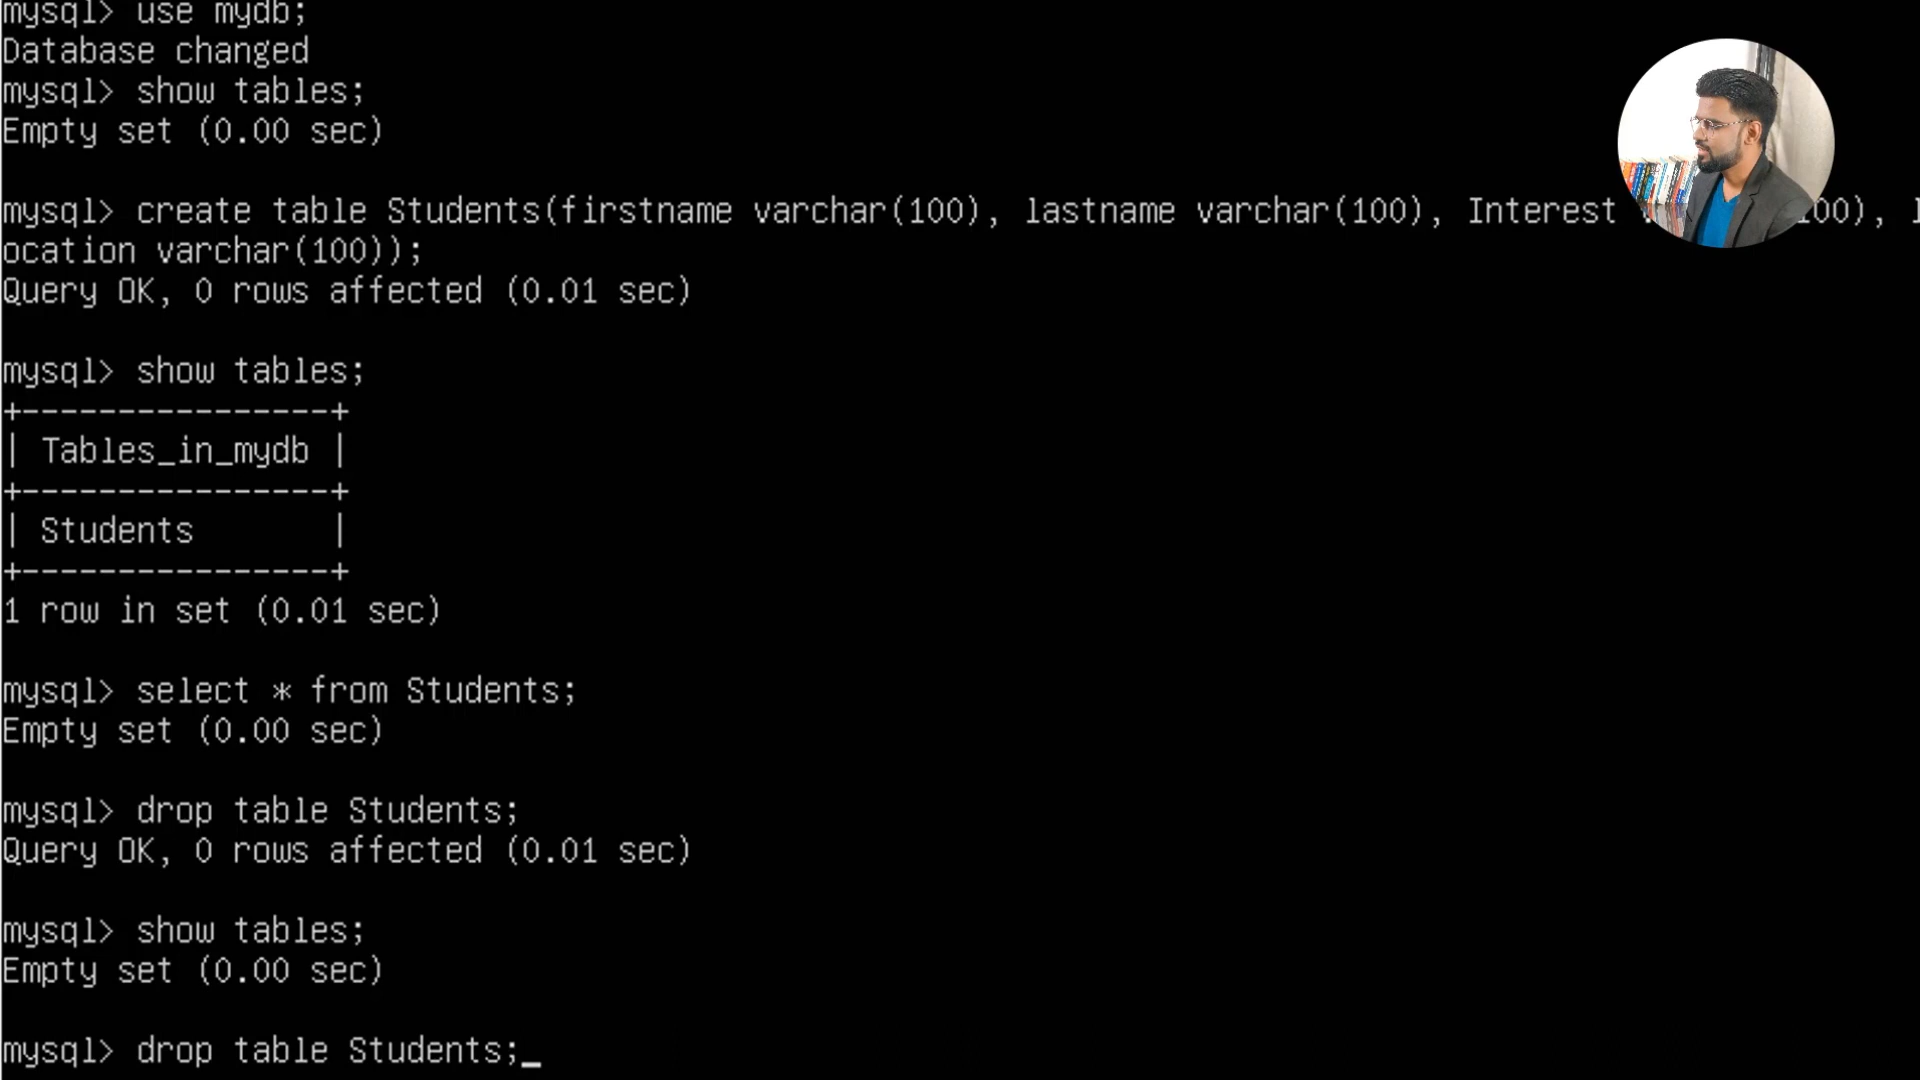 mysql> use mydb;
Database changed
mysql> show tables;
Empty set (0.00 sec)
mysql> create table Students(firstname varchar(100), lastname varchar(100), Interest 00), l
ocation varchar(100));
Query OK, 0 rows affected (0.01 sec)
mysql> show tables;
+----------------+
| Tables_in_mydb |
+----------------+
| Students       |
+----------------+
1 row in set (0.01 sec)
mysql> select * from Students;
Empty set (0.00 sec)
mysql> drop table Students;
Query OK, 0 rows affected (0.01 sec)
mysql> show tables;
Empty set (0.00 sec)
mysql> drop table Students;_